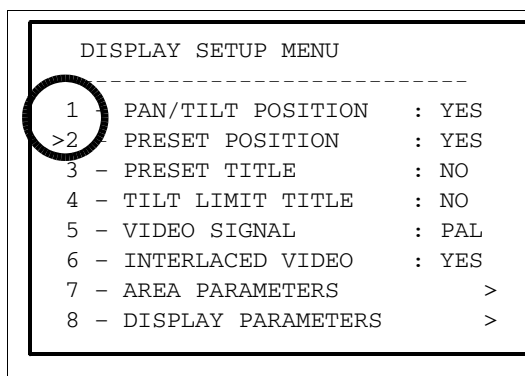 DISPLAY SETUP MENU
---------------------------
1 - PAN/TILT POSITION : YES
>2 - PRESET POSITION : YES
3 - PRESET TITLE : NO
4 - TILT LIMIT TITLE : NO
5 - VIDEO SIGNAL : PAL
6 - INTERLACED VIDEO : YES
7 - AREA PARAMETERS >
8 - DISPLAY PARAMETERS >